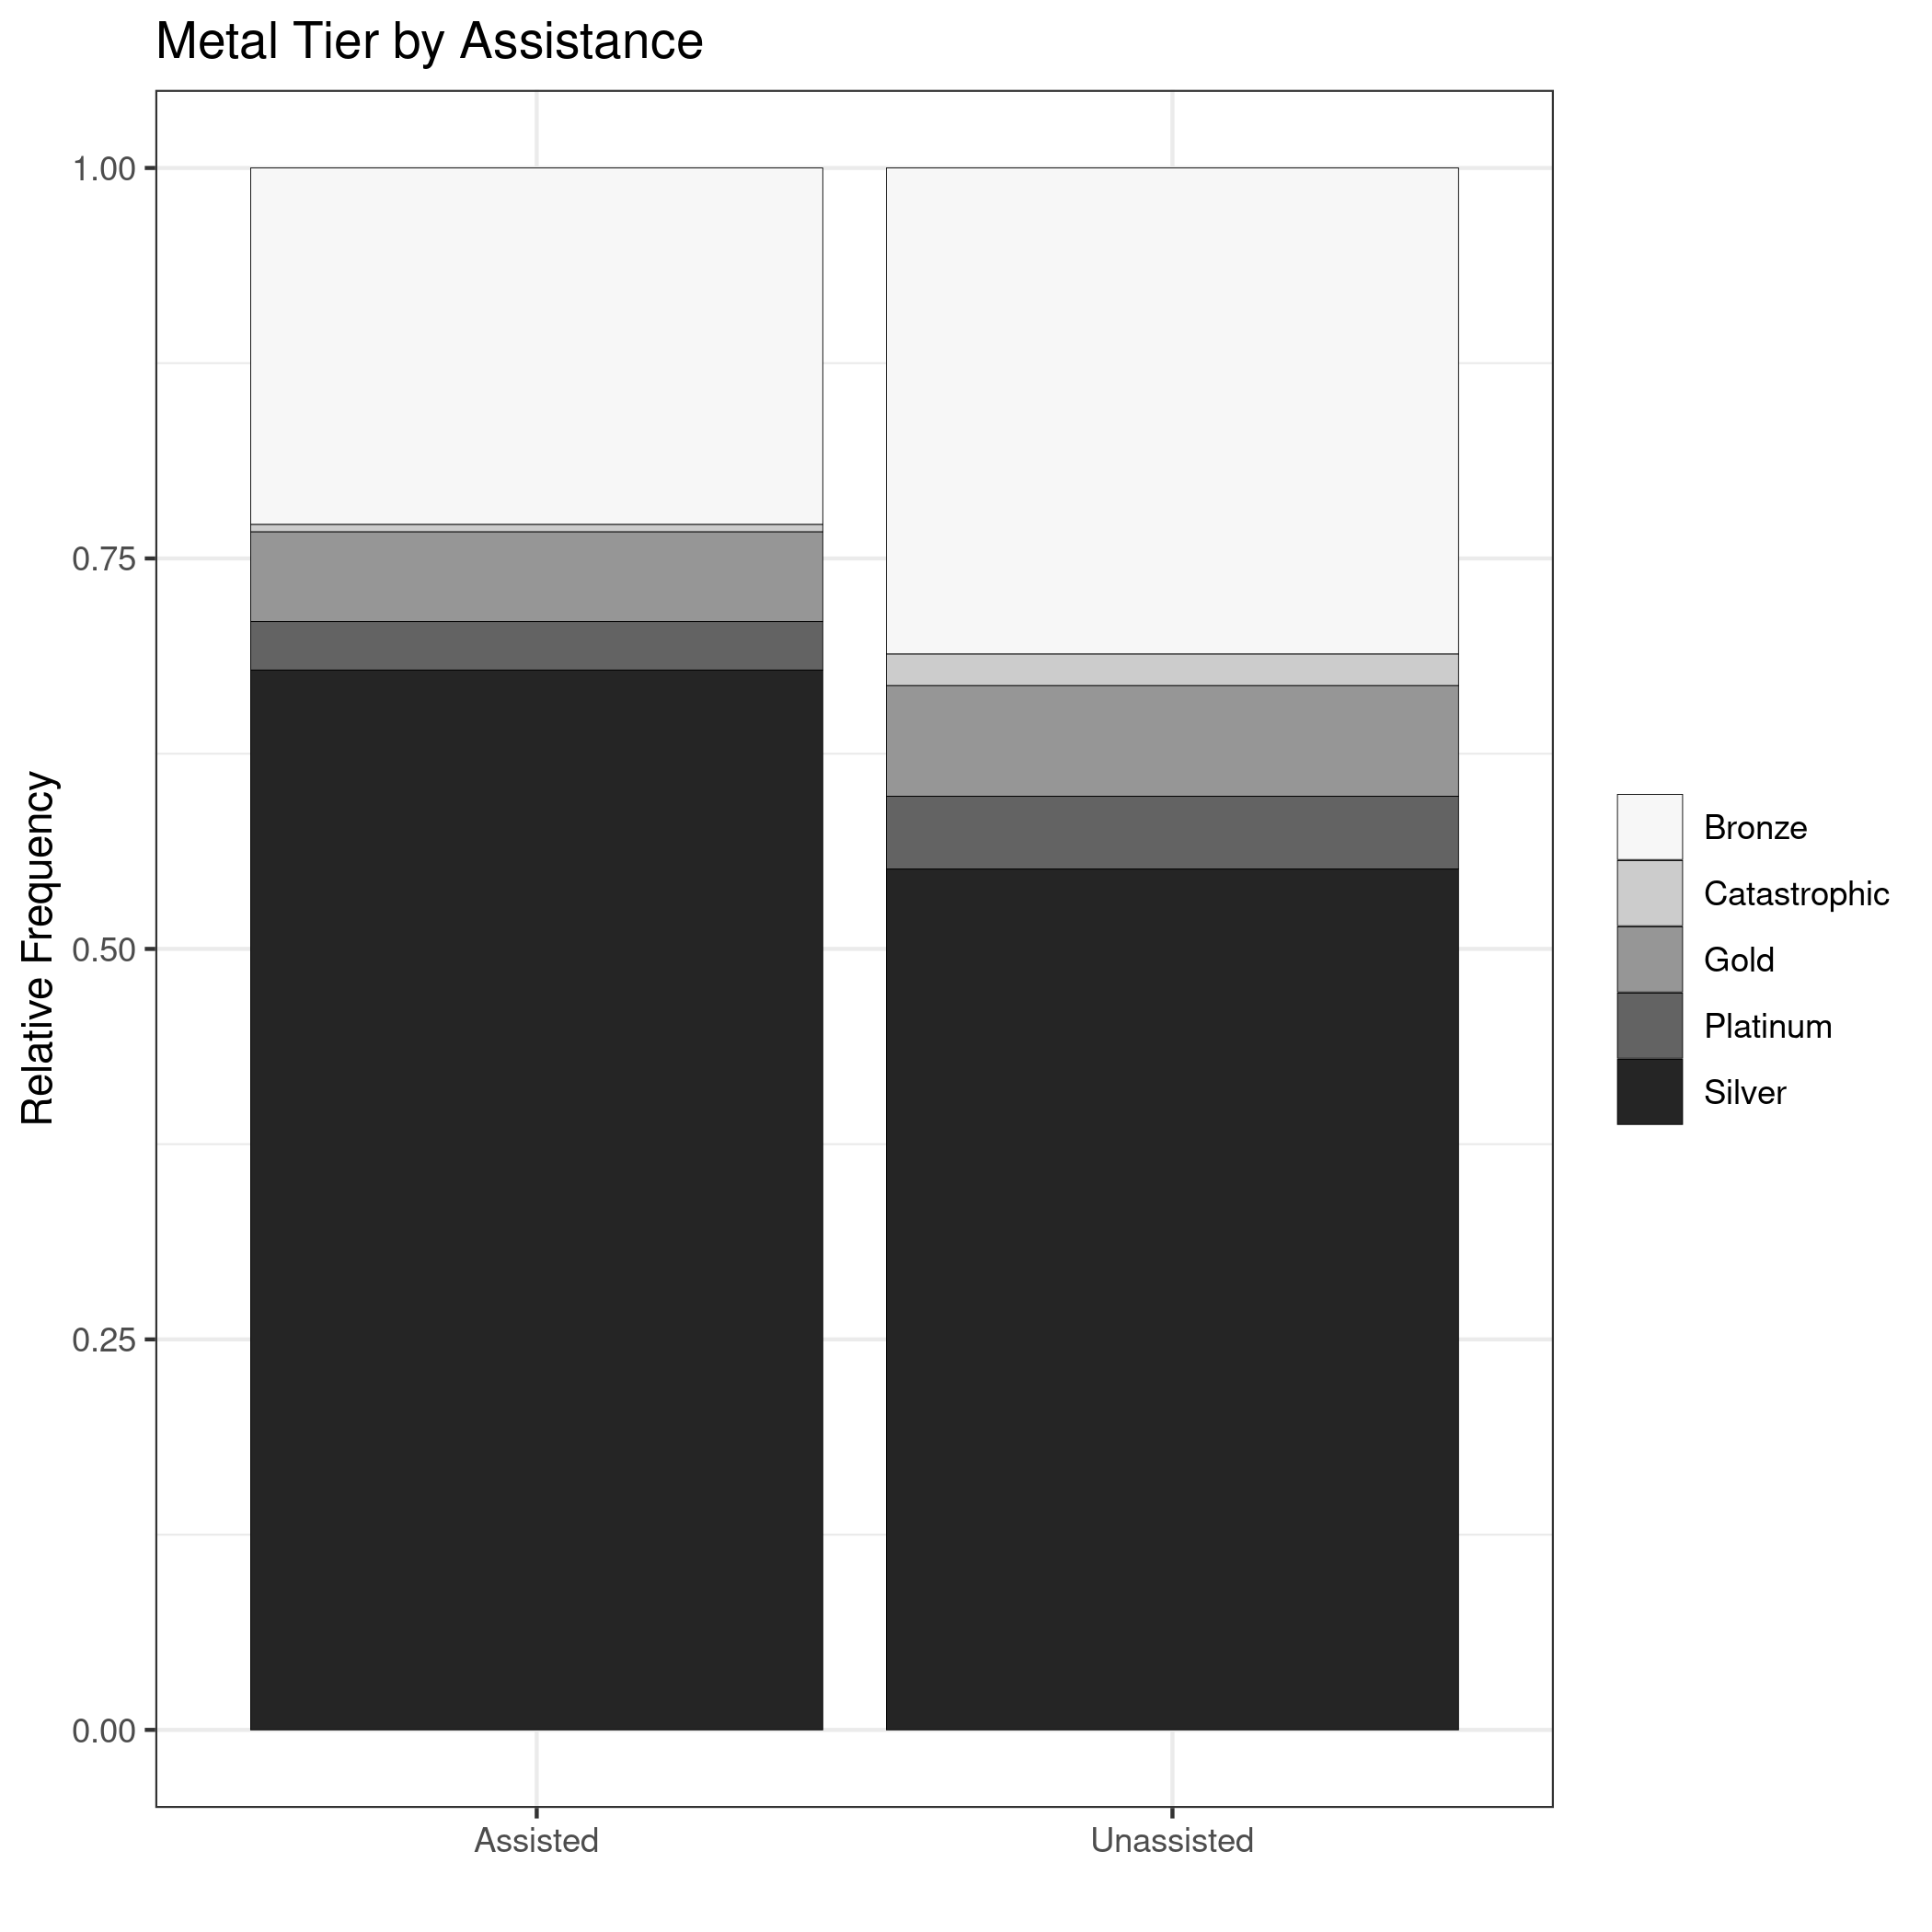 Metal Tier by Assistance
Relative Frequency
1.00
0.75
0.50
0.25
0.00
Assisted
Unassisted
Bronze
Catastrophic
Gold
Platinum
Silver